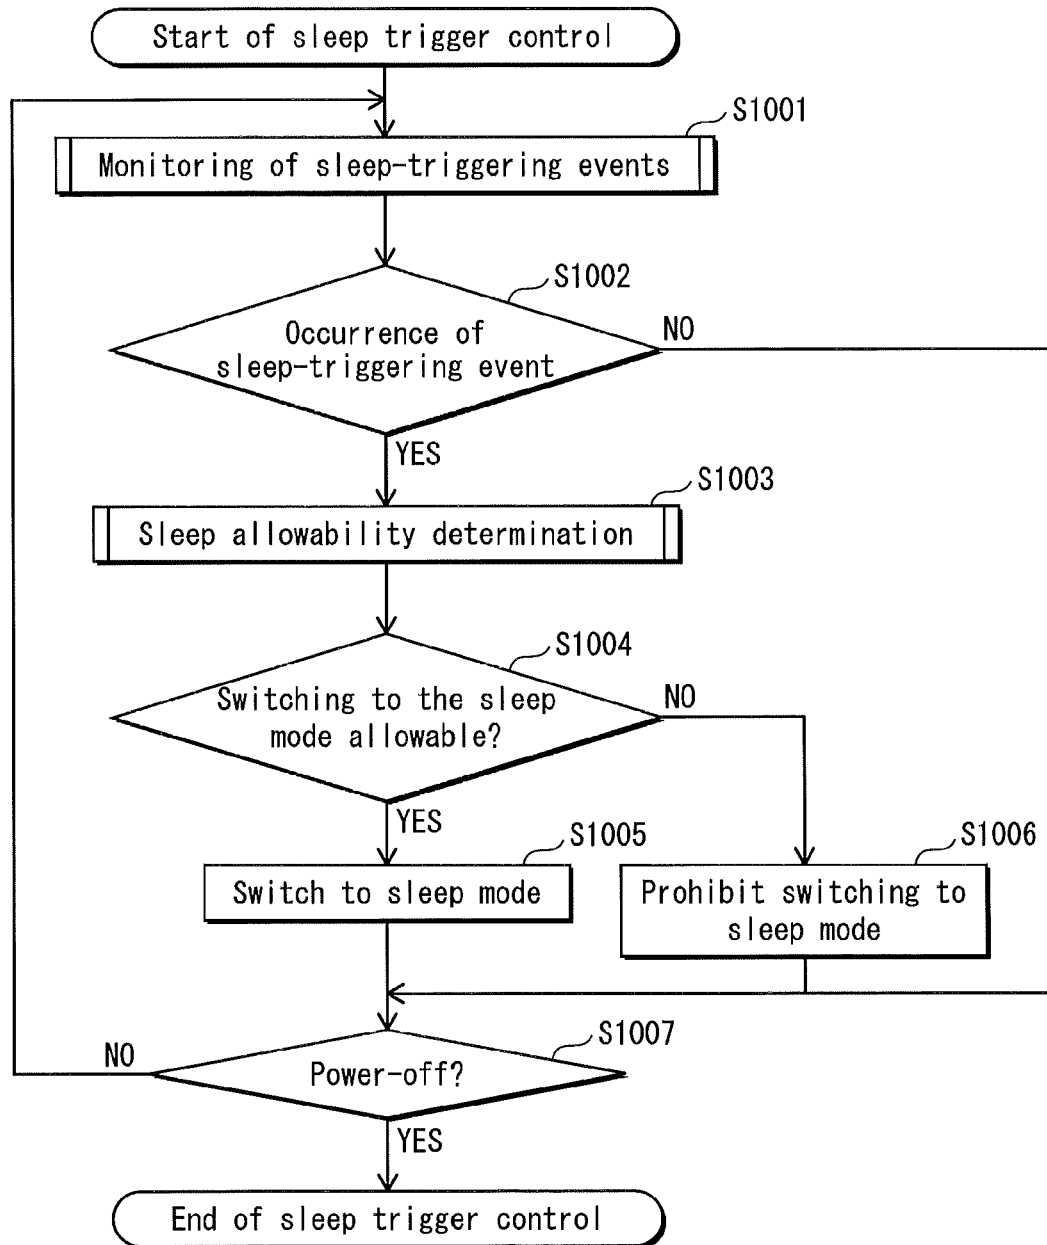 Start of sleep trigger control
S1001
Monitoring of sleep-triggering events
S1002
Occurrence of
sleep-triggering event
NO
YES
S1003
Sleep allowability determination
S1004
Switching to the sleep
mode allowable?
NO
YES
S1005
Switch to sleep mode
S1006
Prohibit switching to
sleep mode
S1007
Power-off?
NO
YES
End of sleep trigger control